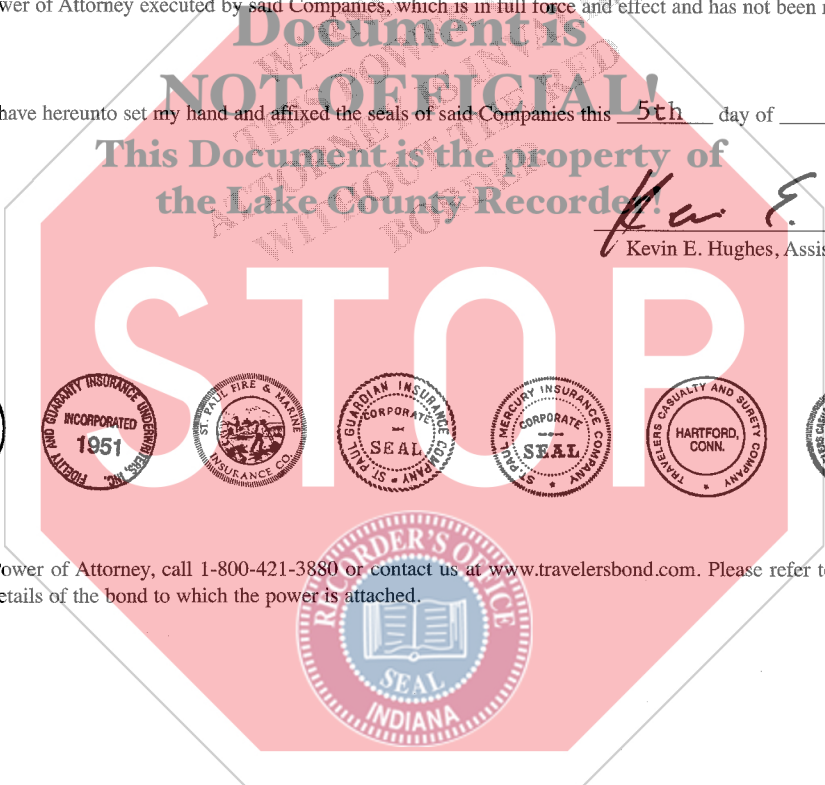 wer of Attorney executed by said Companies, which is in full force and effect and has not been
Document is
NOT OFFICIAL!
have hereunto set my hand and affixed the seals of said Companies this 5th day of
This Document is the property of
the Lake County Recorder!
WITHOUT THE RED
BORDER
Kevin E. Hughes, Assis
STOP
FIDELITY AND GUARANTY INSURANCE UNDERWRITERS, INC.
INCORPORATED
1951
ST. PAUL FIRE & MARINE
INSURANCE CO.
ST. PAUL GUARDIAN INSURANCE COMPANY
CORPORATE
SEAL
ST. PAUL MERCURY INSURANCE COMPANY
CORPORATE
SEAL
TRAVELERS CASUALTY AND SURETY COMPANY
HARTFORD,
CONN.
ower of Attorney, call 1-800-421-3880 or contact us at www.travelersbond.com. Please refer to
etails of the bond to which the power is attached.
RECORDER'S OFFICE
SEAL
INDIANA